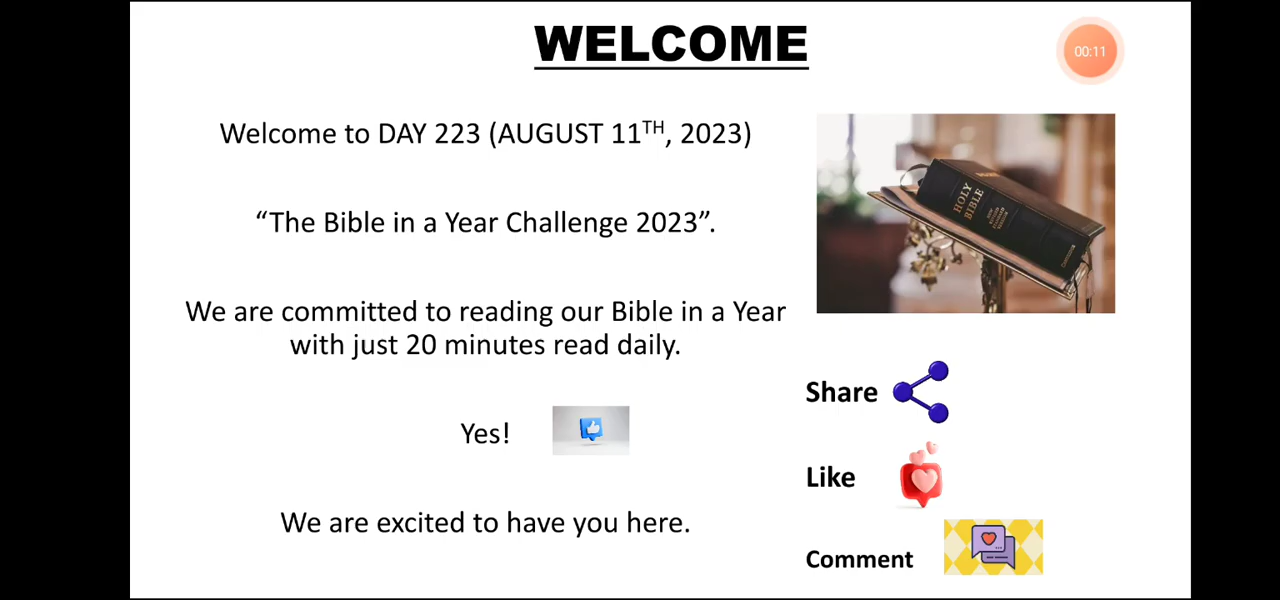 WELCOME
00:11
Welcome to DAY 223 (AUGUST 11TH, 2023)
“The Bible in a Year Challenge 2023”.
HOLY
BIBLE
We are committed to reading our Bible in a Year
with just 20 minutes read daily.
Share
Yes!
Like
We are excited to have you here.
Comment